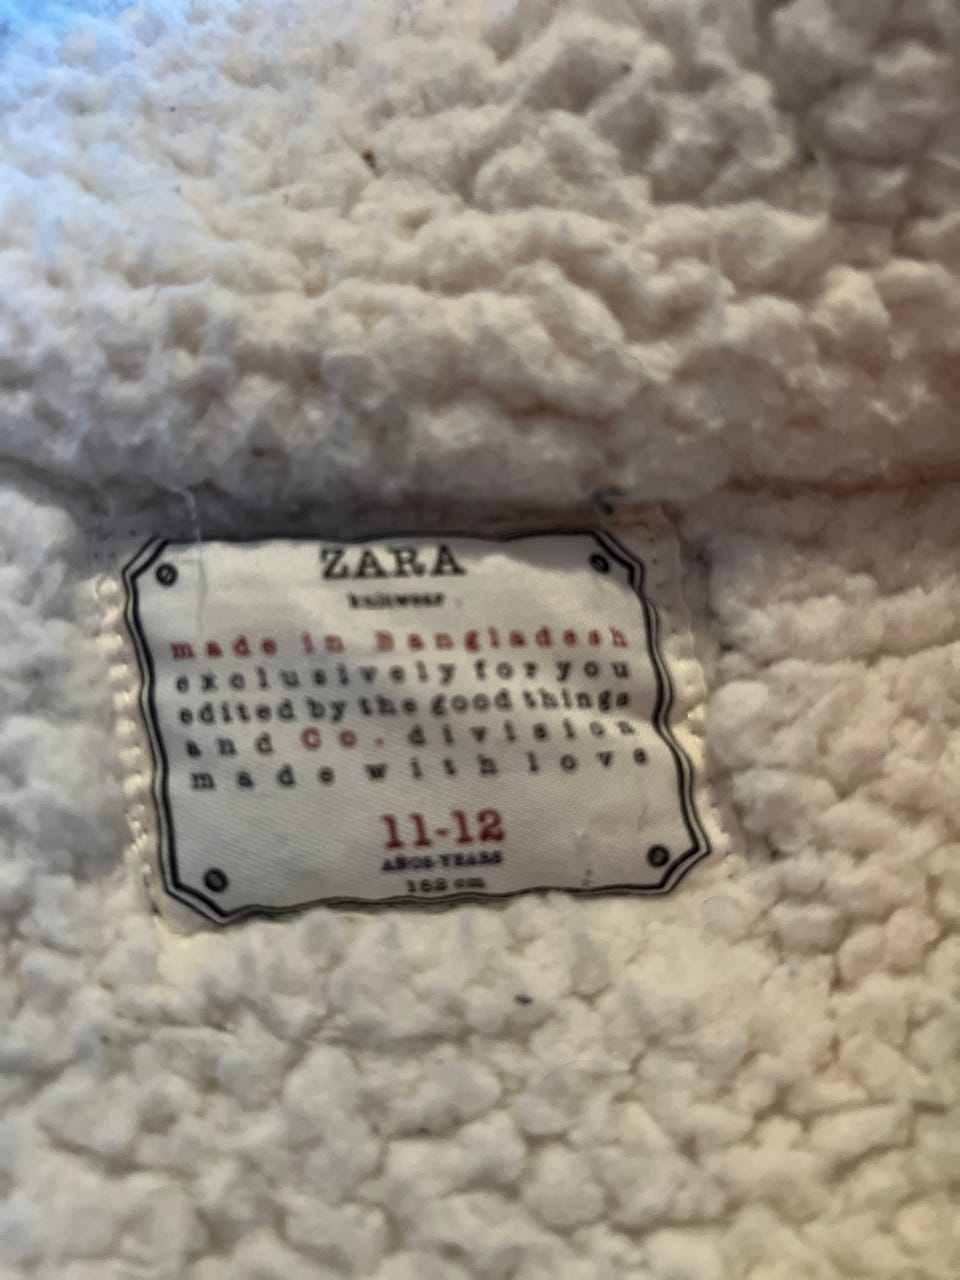 ZARA
knitwear
made in Bangladesh
exclusively for you
edited by the good things
and Co. division
made with love
11-12
AÑOS-YEARS
152 cm